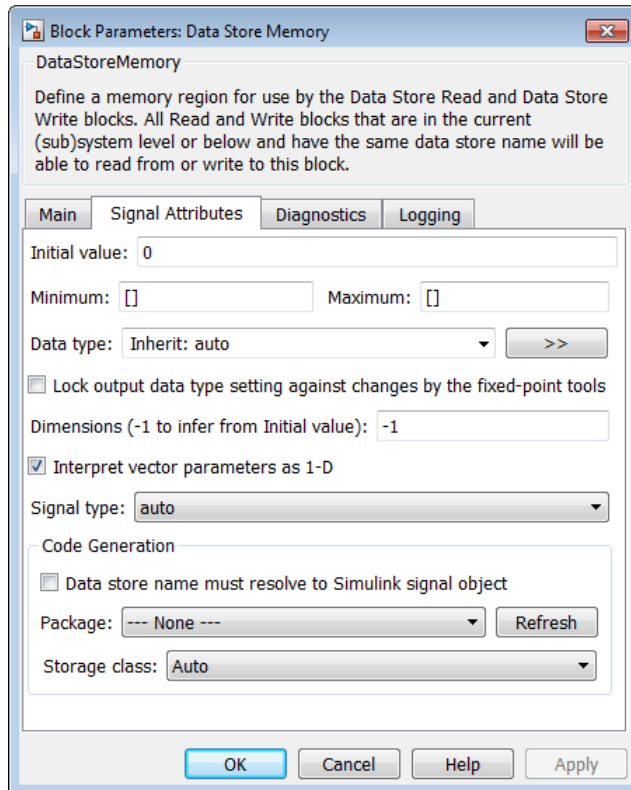 Block Parameters: Data Store Memory
DataStoreMemory
Define a memory region for use by the Data Store Read and Data Store
Write blocks. All Read and Write blocks that are in the current
(sub)system level or below and have the same data store name will be
able to read from or write to this block.
Main Signal Attributes Diagnostics Logging
Initial value: 0
Minimum: [] Maximum: []
Data type: Inherit: auto >>
Lock output data type setting against changes by the fixed-point tools
Dimensions (-1 to infer from Initial value): -1
Interpret vector parameters as 1-D
Signal type: auto
Code Generation
Data store name must resolve to Simulink signal object
Package: --- None --- Refresh
Storage class: Auto
OK Cancel Help Apply